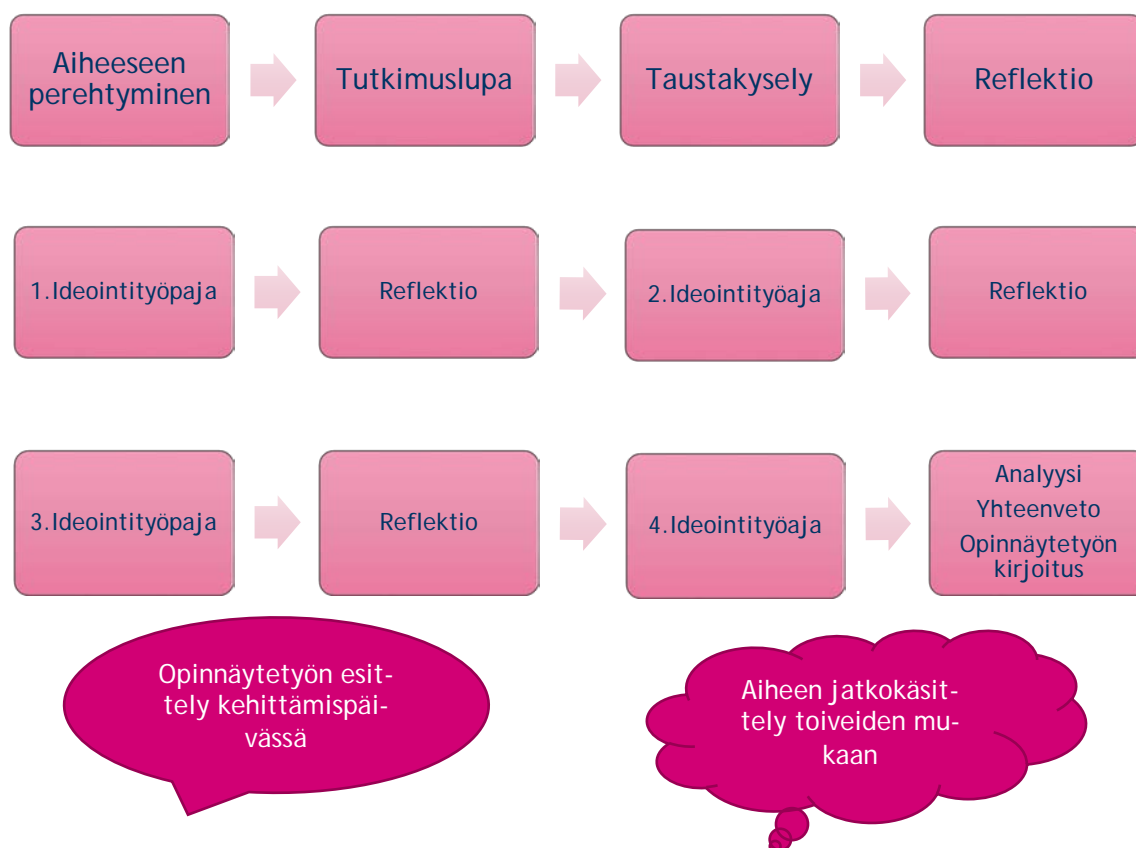 Aiheeseen
perehtyminen
Tutkimuslupa
Taustakysely
Reflektio
1.Ideointityöpaja
Reflektio
2.Ideointityöaja
Reflektio
3.Ideointityöpaja
Reflektio
4.Ideointityöaja
Analyysi
Yhteenveto
Opinnäytetyön
kirjoitus
Opinnäytetyön esit-
tely kehittämispäi-
vässä
Aiheen jatkokäsit-
tely toiveiden mu-
kaan